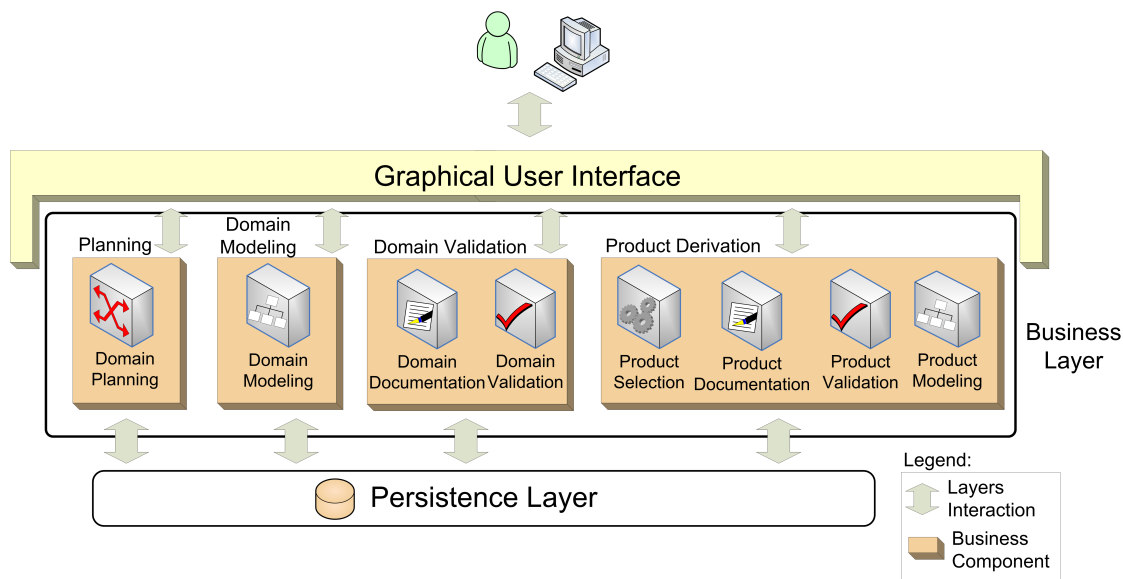 Graphical User Interface
Planning
Domain
Modeling
Domain Validation
Product Derivation
Domain
Planning
Domain
Modeling
Domain
Documentation
Domain
Validation
Product
Selection
Product
Documentation
Product
Validation
Product
Modeling
Business
Layer
Persistence Layer
Legend:
Layers
Interaction
Business
Component